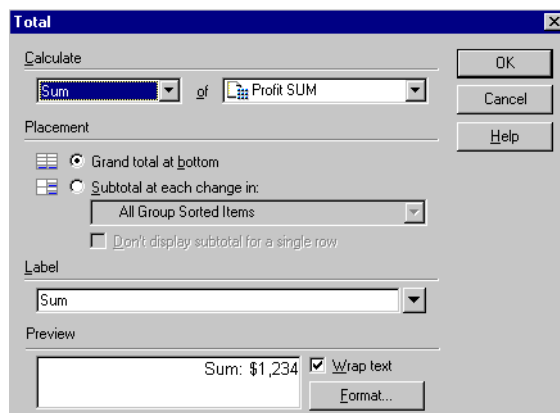 Total
Calculate
OK
Sum of Profit SUM
Cancel
Placement
Help
Grand total at bottom
Subtotal at each change in:
All Group Sorted Items
Don't display subtotal for a single row
Label
Sum
Preview
Sum: $1,234 Wrap text
Format...